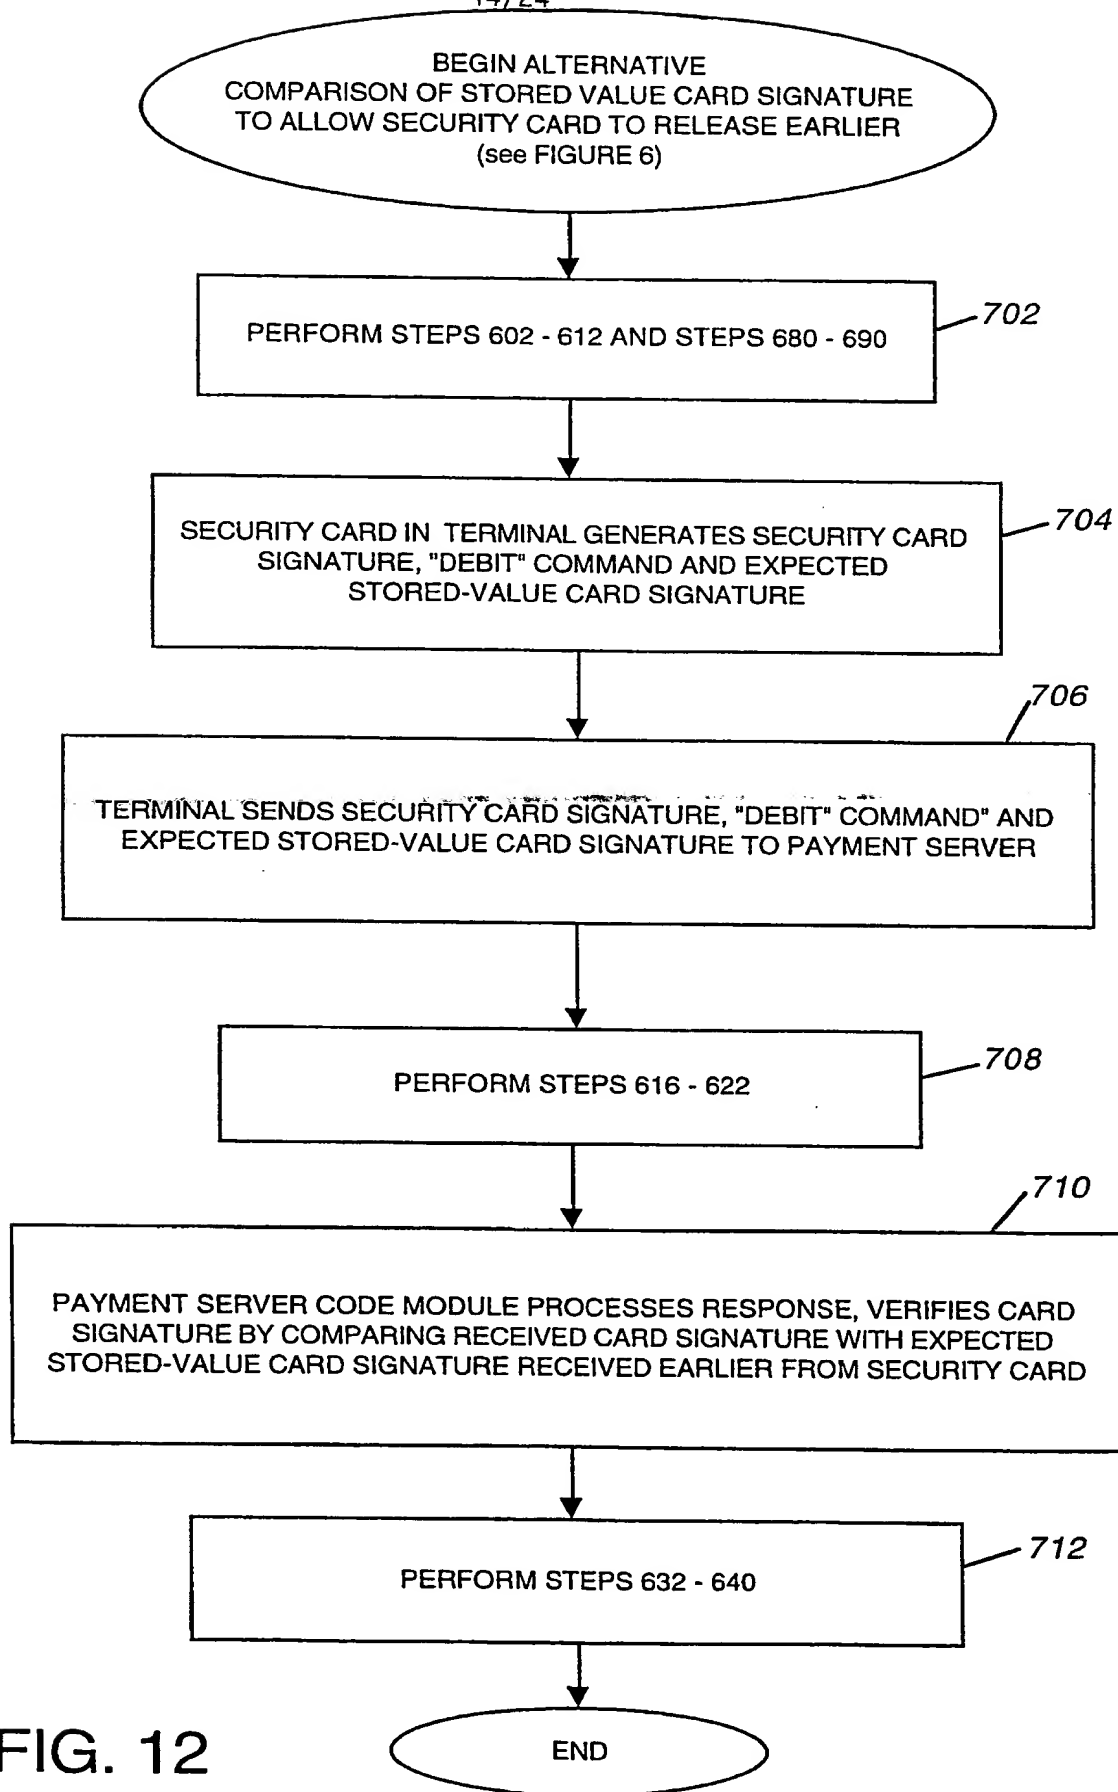 14/24
BEGIN ALTERNATIVE
COMPARISON OF STORED VALUE CARD SIGNATURE
TO ALLOW SECURITY CARD TO RELEASE EARLIER
(see FIGURE 6)
702
PERFORM STEPS 602 - 612 AND STEPS 680 - 690
704
SECURITY CARD IN TERMINAL GENERATES SECURITY CARD
SIGNATURE, "DEBIT" COMMAND AND EXPECTED
STORED-VALUE CARD SIGNATURE
706
TERMINAL SENDS SECURITY CARD SIGNATURE, "DEBIT" COMMAND" AND
EXPECTED STORED-VALUE CARD SIGNATURE TO PAYMENT SERVER
708
PERFORM STEPS 616 - 622
710
PAYMENT SERVER CODE MODULE PROCESSES RESPONSE, VERIFIES CARD
SIGNATURE BY COMPARING RECEIVED CARD SIGNATURE WITH EXPECTED
STORED-VALUE CARD SIGNATURE RECEIVED EARLIER FROM SECURITY CARD
712
PERFORM STEPS 632 - 640
END
FIG. 12